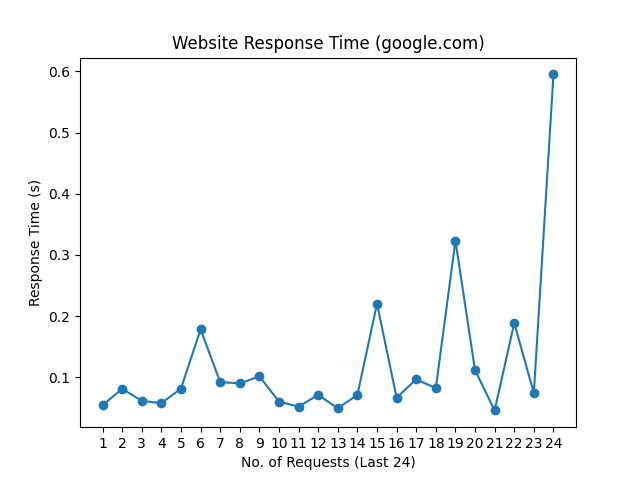 Website Response Time (google.com)
0.6
0.5
0.4
0.3
0.2
0.1
Response Time (s)
1 2 3 4 5 6 7 8 9 10 11 12 13 14 15 16 17 18 19 20 21 22 23 24
No. of Requests (Last 24)